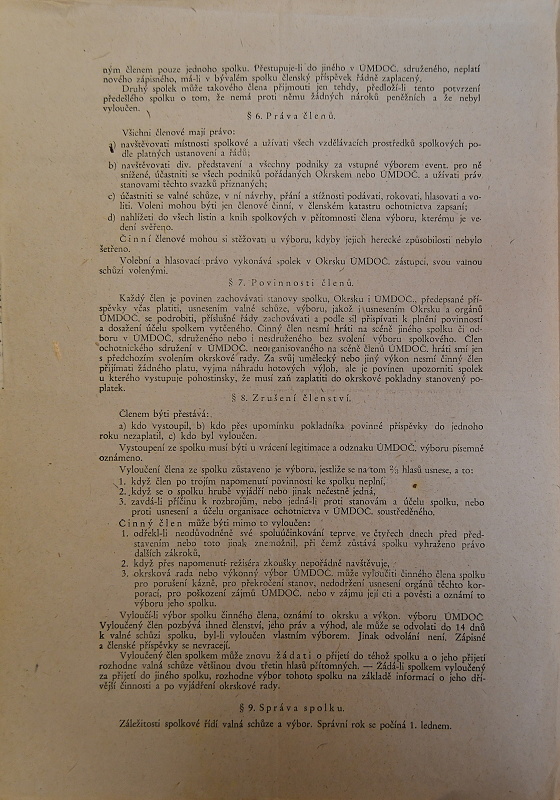 ným členem pouze jednoho spolku. Přestupuje-li do jiného v ÚMDOČ. sdruženého, neplatí
nového zápisného, má-li v bývalém spolku členský příspěvek řádně zaplacený.
Druhý spolek může takového člena přijmouti jen tehdy, předloží-li tento potvrzení
předešlého spolku o tom, že nemá proti němu žádných nároků peněžních a že nebyl
vyloučen.
§ 6. Práva členů.
Všichni členové mají právo:
a) navštěvovati místnosti spolkové a užívati všech vzdělávacích prostředků spolkových po-
dle platných ustanovení a řádů;
b) navštěvovati div. představení a všechny podniky za vstupné výborem event. pro ně
snížené, účastniti se všech podniků pořádaných Okrskem nebo ÚMDOČ. a užívati práv
stanovami těchto svazků přiznaných;
c) účastniti se valné schůze, v ní návrhy, přání a stížnosti podávati, rokovati, hlasovati a vo-
liti. Voleni mohou býti jen členové činní, v členském katastru ochotnictva zapsaní;
d) nahlížeti do všech listin a knih spolkových v přítomnosti člena výboru, kterému je ve-
dení svěřeno.
Činní členové mohou si stěžovati u výboru, kdyby jejich herecké způsobilosti nebylo
šetřeno.
Volební a hlasovací právo vykonává spolek v Okrsku ÚMDOČ. zástupci, svou valnou
schůzí volenými.
§ 7. Povinnosti členů.
Každý člen je povinen zachovávati stanovy spolku, Okrsku i ÚMDOČ., předepsané pří-
spěvky včas platiti, usnesením valné schůze, výboru, jakož i usnesením Okrsku a orgánů
ÚMDOČ. se podrobiti, příslušné řády zachovávati a podle sil přispívati k plnění povinností
a dosažení účelu spolkem vytčeného. Činný člen nesmí hráti na scéně jiného spolku či od-
boru v ÚMDOČ. sdruženého nebo i nesdruženého bez svolení výboru spolkového. Člen
ochotnického sdružení v ÚMDOČ. neorganisovaného na scéně členů ÚMDOČ. hráti smí jen
s předchozím svolením okrskové rady. Za svůj umělecký nebo jiný výkon nesmí činný člen
přijímati žádného platu, vyjma náhradu hotových výloh, ale je povinen upozorniti spolek
u kterého vystupuje pohostinsky, že musí zaň zaplatiti do okrskové pokladny stanovený po-
platek.
§ 8. Zrušení členství.
Členem býti přestává:
a) kdo vystoupil, b) kdo přes upomínku pokladníka povinné příspěvky do jednoho
roku nezaplatil, c) kdo byl vyloučen.
Vystoupení ze spolku musí býti u vrácení legitimace a odznaku ÚMDOČ. výboru písemně
oznámeno.
Vyloučení člena ze spolku zůstaveno je výboru, jestliže se na tom ⅔ hlasů usnese, a to:
1. když člen po trojím napomenutí povinnosti ke spolku neplní,
2. když se o spolku hrubě vyjádří nebo jinak nečestně jedná,
3. zavdá-li příčinu k rozbrojům, nebo jedná-li proti stanovám a účelu spolku, nebo
proti usnesení a účelu organisace ochotnictva v ÚMDOČ. soustředěného.
Činný člen může býti mimo to vyloučen:
1. odřekl-li neodůvodněné své spoluúčinkování teprve ve čtyřech dnech před před-
stavením nebo toto jinak znemožnil, při čemž zůstává spolku vyhraženo právo
dalších zákroků,
2. když přes napomenutí režiséra zkoušky nepořádně navštěvuje,
3. okrsková rada nebo výkonný výbor ÚMDOČ. může vyloučiti činného člena spolku
pro porušení kázně, pro překročení stanov, nedodržení usnesení orgánů těchto kor-
porací, pro poškození zájmů ÚMDOČ. nebo v zájmu její cti a pověsti a oznámí to
výboru jeho spolku.
Vyloučí-li výbor spolku činného člena, oznámí to okrsku a výkon. výboru ÚMDOČ
Vyloučený člen pozbývá ihned členství, jeho práv a výhod, ale může se odvolati do 14 dnů
k valné schůzi spolku, byl-li vyloučen vlastním výborem. Jinak odvolání není. Zápisné
a členské příspěvky se nevracejí.
Vyloučený člen spolkem může znovu žádati o přijetí do téhož spolku a o jeho přijetí
rozhodne valná schůze většinou dvou třetin hlasů přítomných. — Žádá-li spolkem vyloučený
za přijetí do jiného spolku, rozhodne výbor tohoto spolku na základě informací o jeho dří-
vější činnosti a po vyjádření okrskové rady.
§ 9. Správa spolku.
Záležitosti spolkové řídí valná schůze a výbor. Správní rok se počíná 1. lednem.